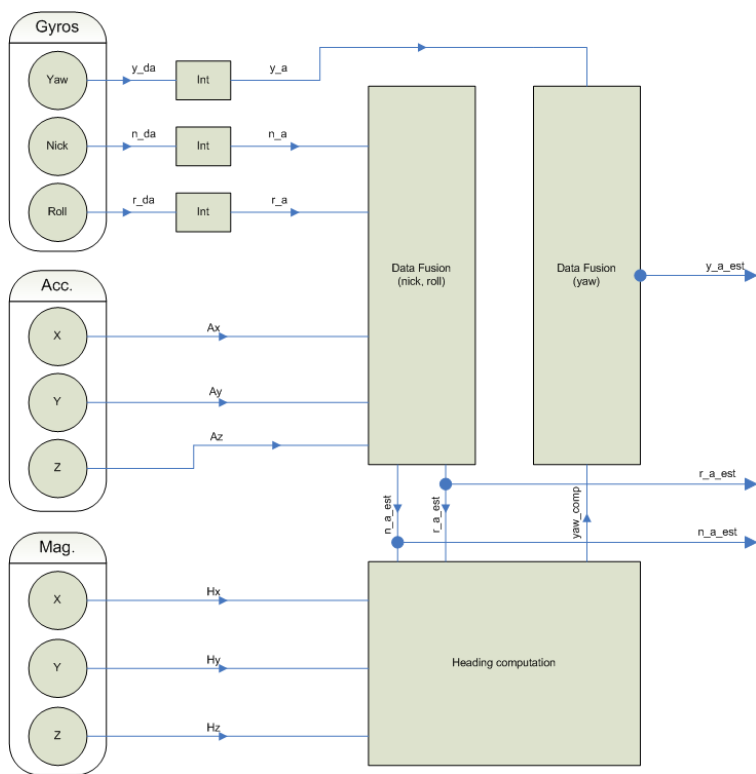 Gyros
Yaw
y_da
Int
y_a
Nick
n_da
Int
n_a
Roll
r_da
Int
r_a
Data Fusion
(nick, roll)
Data Fusion
(yaw)
y_a_est
Acc.
X
Ax
Y
Ay
Z
Az
r_a_est
n_a_est
n_a_est
r_a_est
yaw_comp
Mag.
X
Hx
Y
Hy
Z
Hz
Heading computation